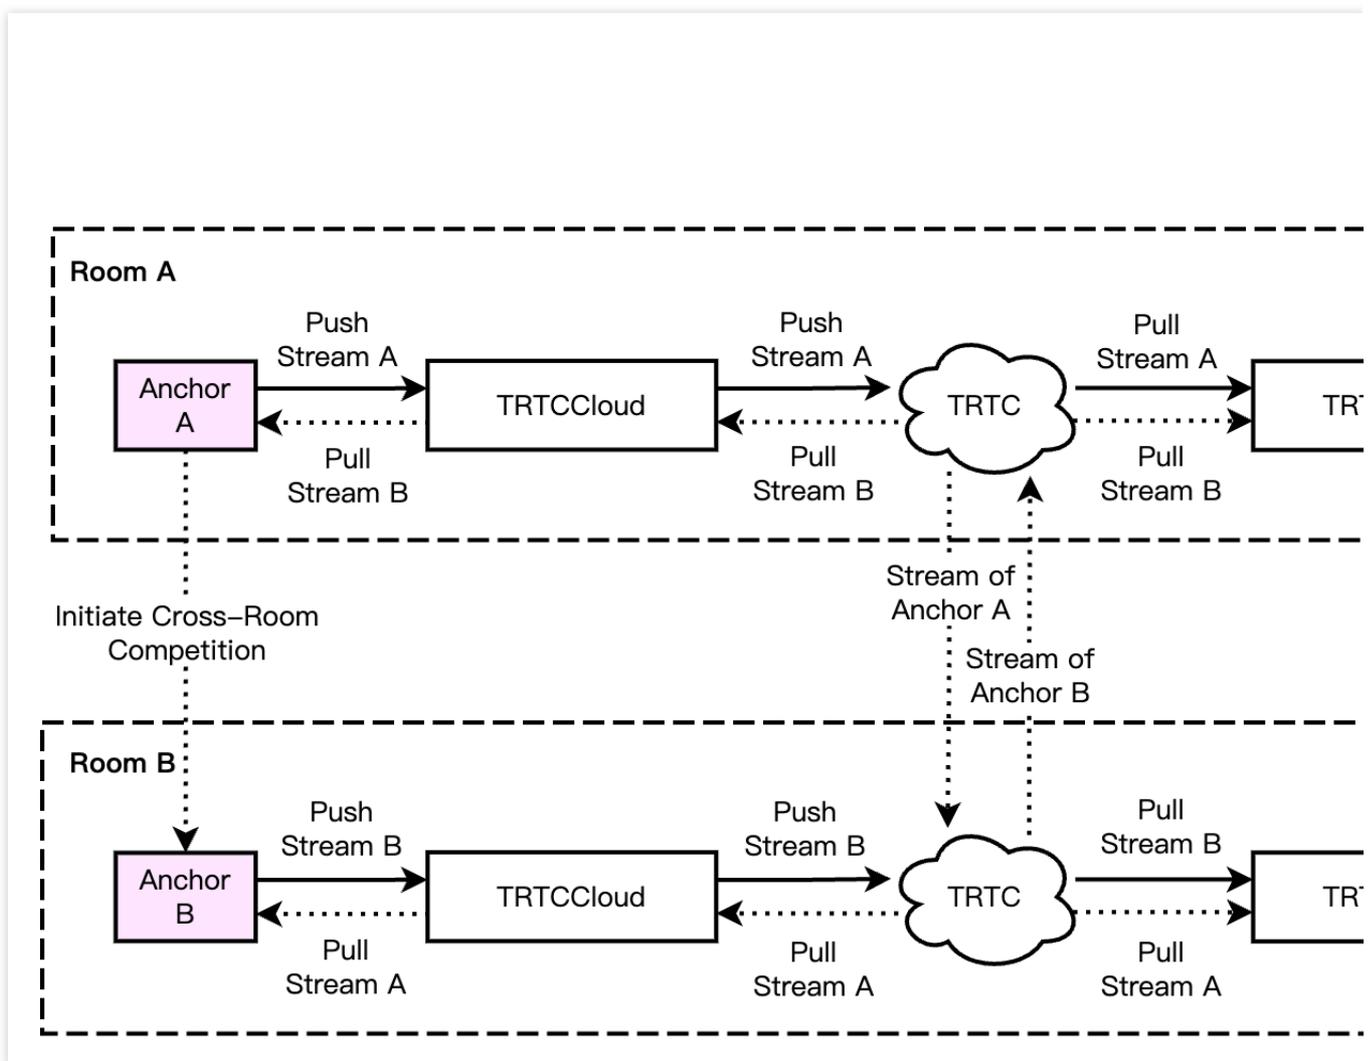 Room A
Push
Stream A
Push
Stream A
Pull
Stream A
Anchor
A
TRTCCloud
TRTC
Pull
Stream B
Pull
Stream B
Pull
Stream B
Initiate Cross–Room
Competition
Stream of
Anchor A
Stream of
Anchor B
Room B
Push
Stream B
Push
Stream B
Pull
Stream B
Anchor
B
TRTCCloud
TRTC
Pull
Stream A
Pull
Stream A
Pull
Stream A